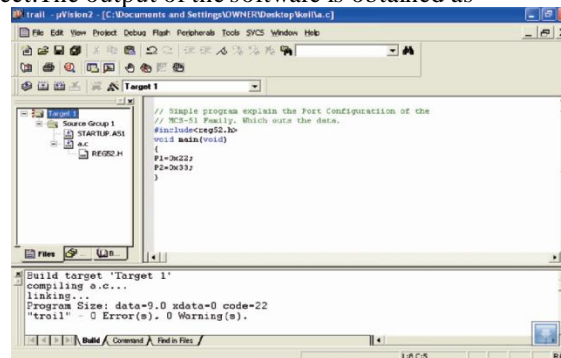 ect.The output of the software is obtained as
trail - µVision2 - [C:\Documents and Settings\OWNER\Desktop\keil\a.c]
File Edit View Project Debug Flash Peripherals Tools SVCS Window Help
Target 1
Target 1
Source Group 1
STARTUP.A51
a.c
REG52.H
// Simple program explain the Port Configuration of the
// MCS-51 Family. Which outs the data.
#include<reg52.h>
void main(void)
{
P1=0x22;
P2=0x33;
}
Files
B...
Build target 'Target 1'
compiling a.c...
linking...
Program Size: data=9.0 xdata=0 code=22
"trail" - 0 Error(s), 0 Warning(s).
Build Command Find in Files
L:6 C:5